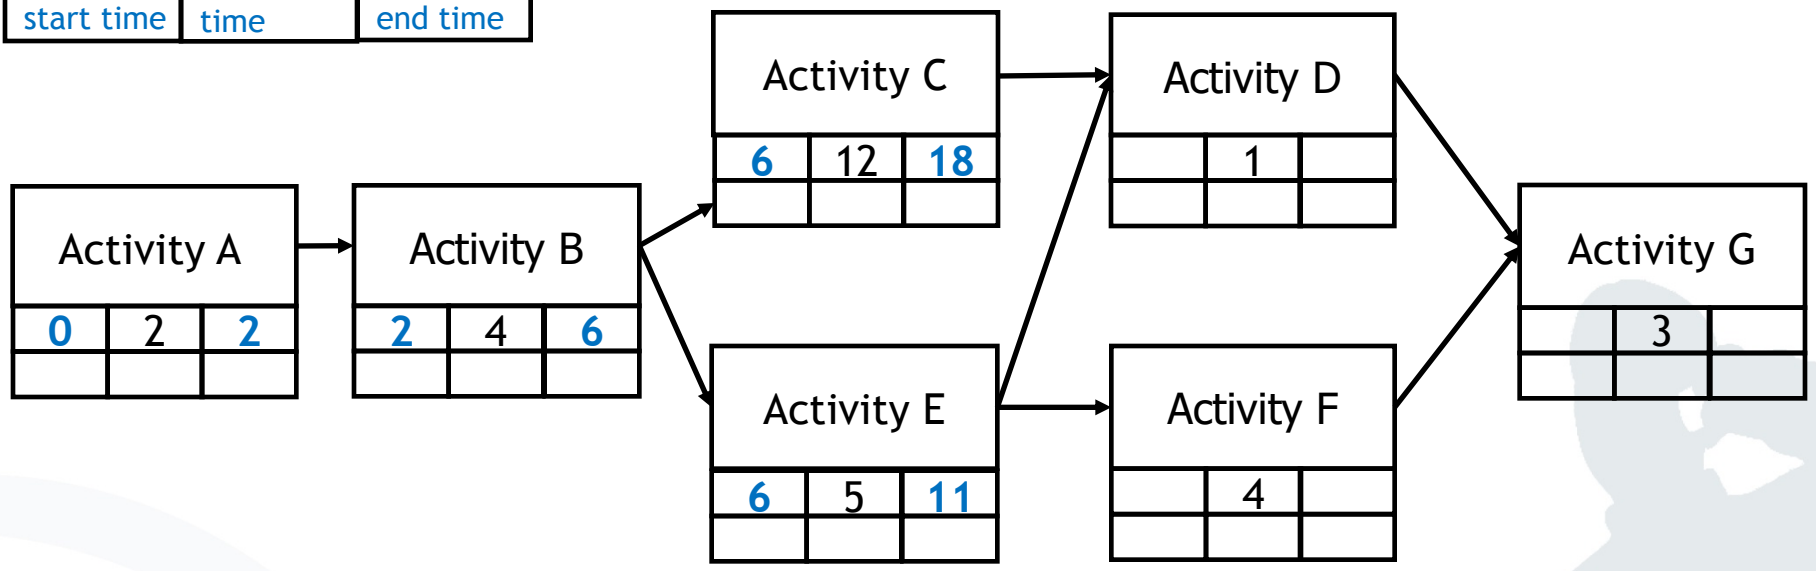 start time time end time
Activity C
6 12 18
Activity D
1
Activity A
0 2 2
Activity B
2 4 6
Activity G
3
Activity E
6 5 11
Activity F
4